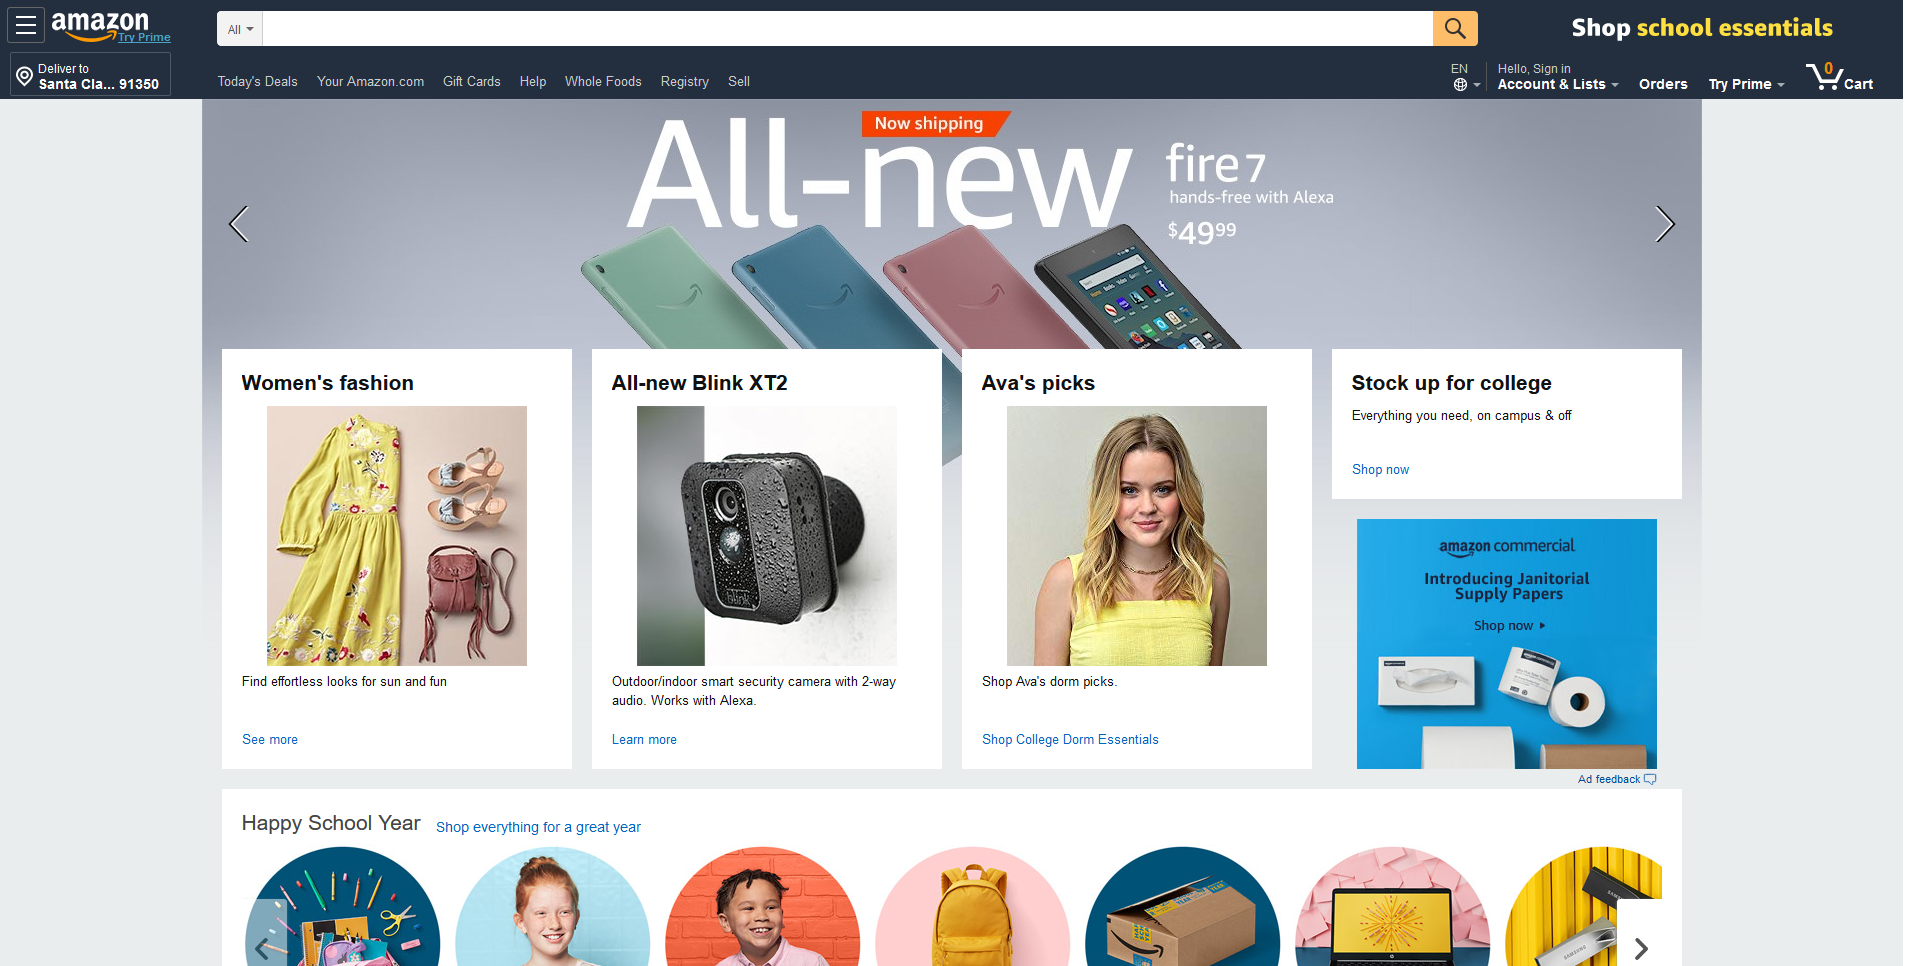 amazon
Try Prime
All
Shop school essentials
Deliver to
Santa Cla... 91350
Today's Deals
Your Amazon.com
Gift Cards
Help
Whole Foods
Registry
Sell
EN
Hello, Sign in
Account & Lists
Orders
Try Prime
0
Cart
Now shipping
All-new
fire 7
hands-free with Alexa
$49.99
Women's fashion
Find effortless looks for sun and fun
See more
All-new Blink XT2
blink
Outdoor/indoor smart security camera with 2-way
audio. Works with Alexa.
Learn more
Ava's picks
Shop Ava's dorm picks.
Shop College Dorm Essentials
Stock up for college
Everything you need, on campus & off
Shop now
amazon commercial
Introducing Janitorial
Supply Papers
Shop now
Ad feedback
Happy School Year
Shop everything for a great year
SAMSUNG
SAMSUNG